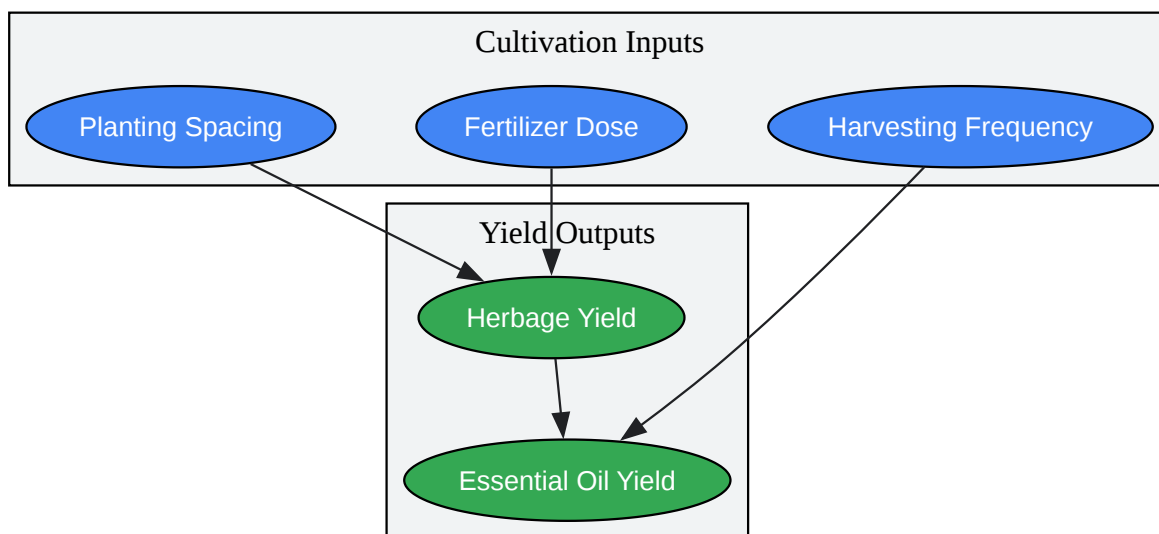 Cultivation Inputs
Planting Spacing
Fertilizer Dose
Harvesting Frequency
Yield Outputs
Herbage Yield
Essential Oil Yield